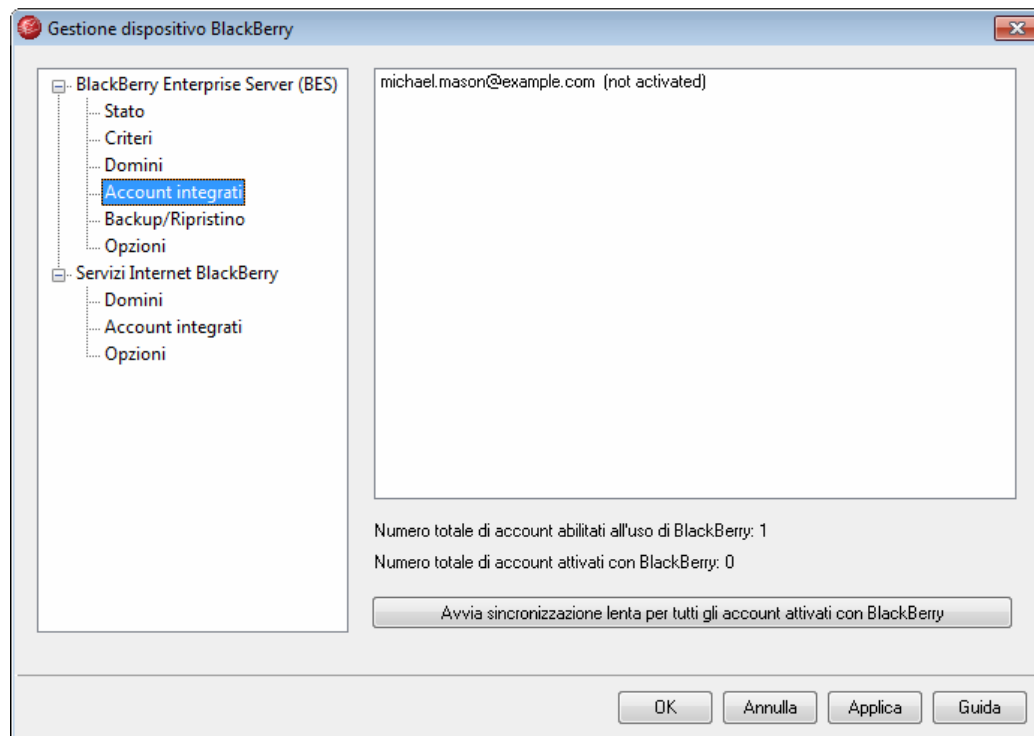 Gestione dispositivo BlackBerry
BlackBerry Enterprise Server (BES)
Stato
Criteri
Domini
Account integrati
Backup/Ripristino
Opzioni
Servizi Internet BlackBerry
Domini
Account integrati
Opzioni
michael.mason@example.com (not activated)
Numero totale di account abilitati all'uso di BlackBerry: 1
Numero totale di account attivati con BlackBerry: 0
Avvia sincronizzazione lenta per tutti gli account attivati con BlackBerry
OK Annulla Applica Guida